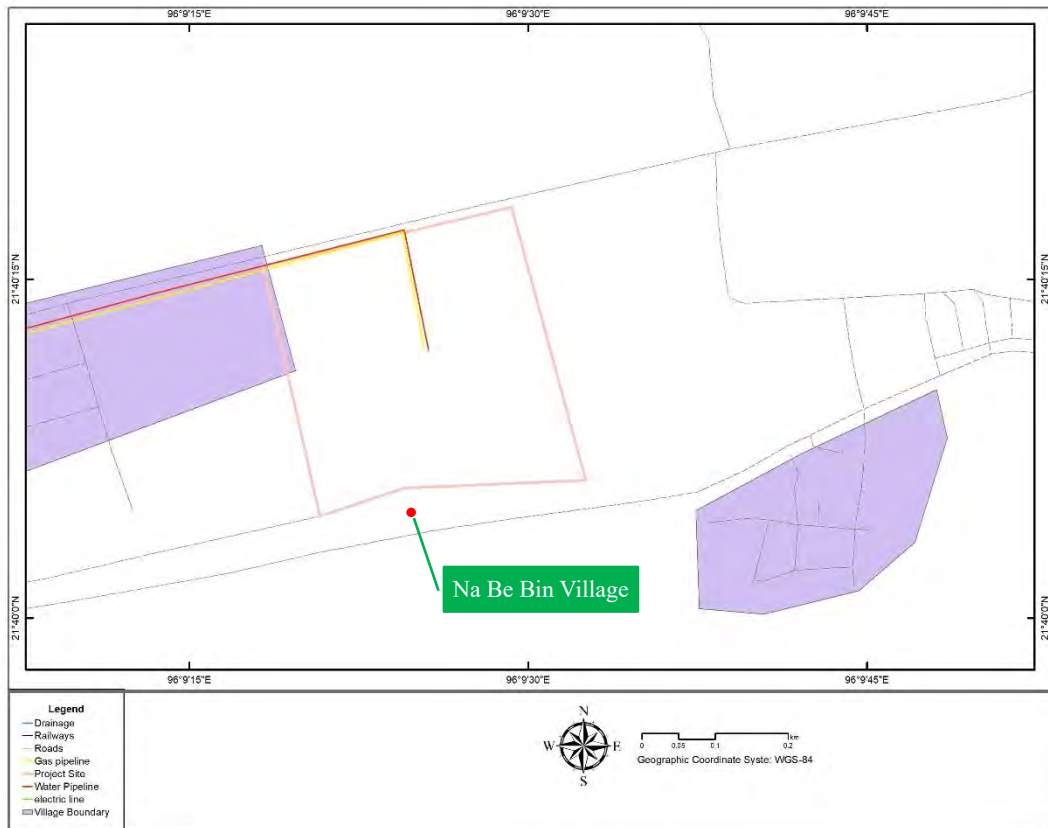 96°9'15"E 96°9'30"E 96°9'45"E
21°40'15"N 21°40'15"N
Na Be Bin Village
21°40'0"N 21°40'0"N
96°9'15"E 96°9'30"E 96°9'45"E
Legend
Drainage
Railways
Roads
Gas pipeline
Project Site
Water Pipeline
electric line
Village Boundary
N
W E
S
0 0.05 0.1 0.2 km
Geographic Coordinate Syste: WGS-84